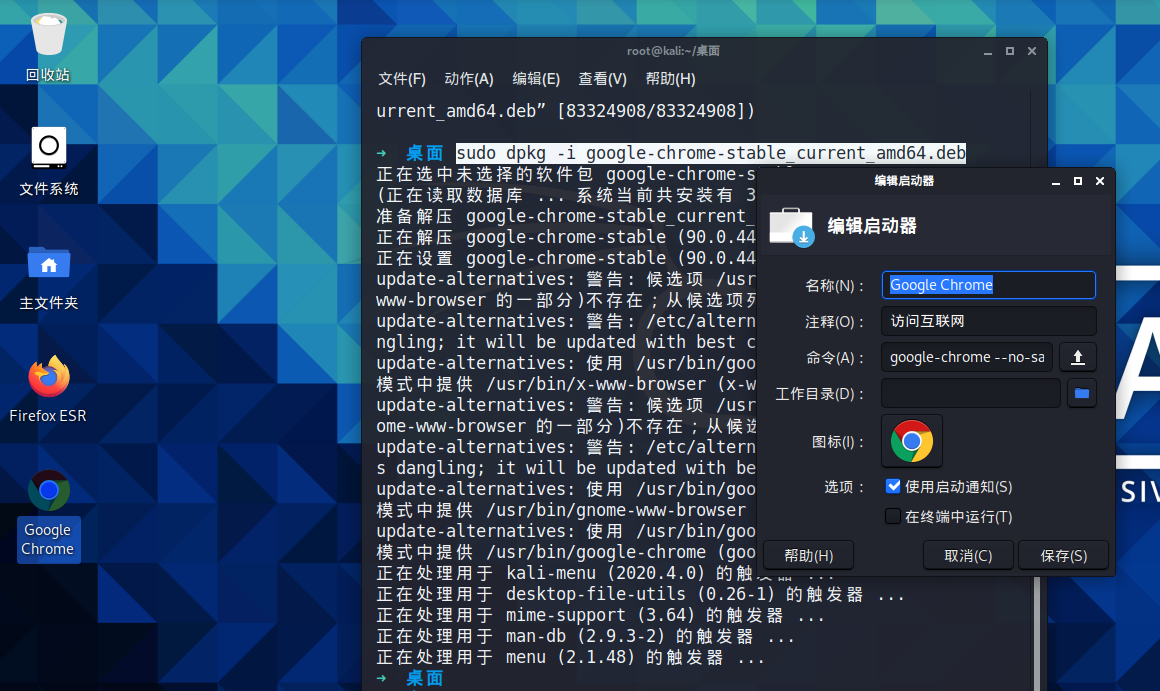 回收站
文件系统
主文件夹
Firefox ESR
Google
Chrome
root@kali:~/桌面
文件(F) 动作(A) 编辑(E) 查看(V) 帮助(H)
urrent_amd64.deb” [83324908/83324908])
→ 桌面 sudo dpkg -i google-chrome-stable_current_amd64.deb
正在选中未选择的软件包 google-chrome-s
(正在读取数据库 ... 系统当前共安装有 3
准备解压 google-chrome-stable_current_
正在解压 google-chrome-stable (90.0.44
正在设置 google-chrome-stable (90.0.44
update-alternatives: 警告: 候选项 /usr
www-browser 的一部分)不存在；从候选项列
update-alternatives: 警告: /etc/altern
ngling; it will be updated with best c
update-alternatives: 使用 /usr/bin/goo
模式中提供 /usr/bin/x-www-browser (x-w
update-alternatives: 警告: 候选项 /usr
ome-www-browser 的一部分)不存在；从候选
update-alternatives: 警告: /etc/altern
s dangling; it will be updated with be
update-alternatives: 使用 /usr/bin/goo
模式中提供 /usr/bin/gnome-www-browser
update-alternatives: 使用 /usr/bin/goo
模式中提供 /usr/bin/google-chrome (goo
正在处理用于 kali-menu (2020.4.0) 的触发器 ...
正在处理用于 desktop-file-utils (0.26-1) 的触发器 ...
正在处理用于 mime-support (3.64) 的触发器 ...
正在处理用于 man-db (2.9.3-2) 的触发器 ...
正在处理用于 menu (2.1.48) 的触发器 ...
→ 桌面
编辑启动器
编辑启动器
名称(N)： Google Chrome
注释(O)： 访问互联网
命令(A)： google-chrome --no-sa
工作目录(D)：
图标(I)：
选项： 使用启动通知(S)
在终端中运行(T)
帮助(H) 取消(C) 保存(S)
A
SIV